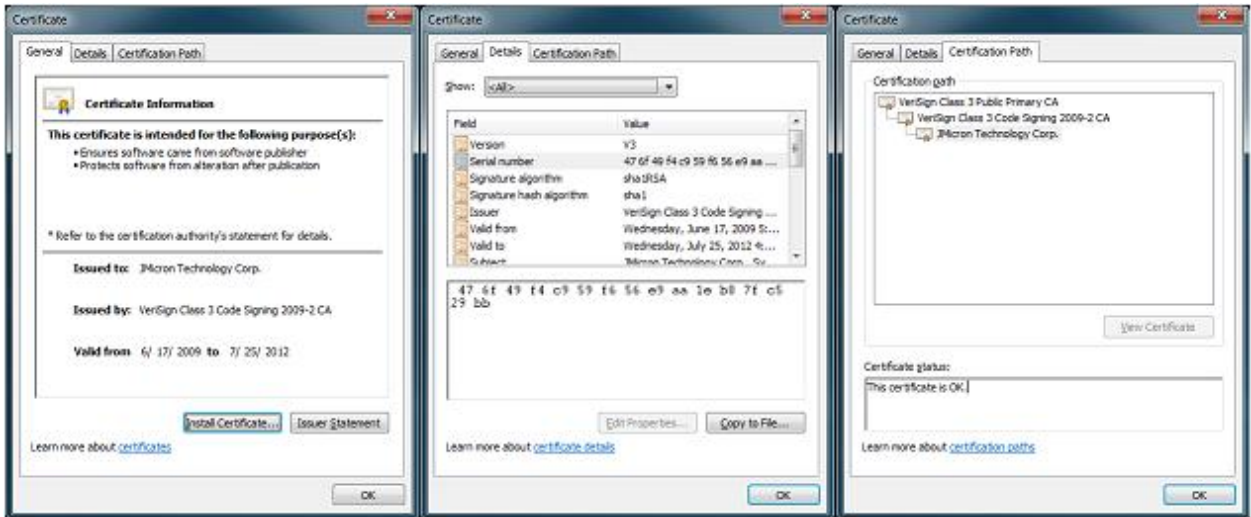 Certificate
General Details Certification Path
Certificate Information
This certificate is intended for the following purpose(s):
•Ensures software came from software publisher
•Protects software from alteration after publication
* Refer to the certification authority's statement for details.
Issued to: JMicron Technology Corp.
Issued by: VeriSign Class 3 Code Signing 2009-2 CA
Valid from 6/ 17/ 2009 to 7/ 25/ 2012
Install Certificate... Issuer Statement
Learn more about certificates
OK
Certificate
General Details Certification Path
Show: <All>
Field Value
Version V3
Serial number 47 6f 49 f4 c9 59 f6 56 e9 aa ....
Signature algorithm sha1RSA
Signature hash algorithm sha1
Issuer VeriSign Class 3 Code Signing ....
Valid from Wednesday, June 17, 2009 5:...
Valid to Wednesday, July 25, 2012 4:...
Subject JMicron Technology Corp., Sy...
47 6f 49 f4 c9 59 f6 56 e9 aa 1e b0 7f c5
29 bb
Edit Properties... Copy to File...
Learn more about certificate details
OK
Certificate
General Details Certification Path
Certification path
VeriSign Class 3 Public Primary CA
VeriSign Class 3 Code Signing 2009-2 CA
JMicron Technology Corp.
View Certificate
Certificate status:
This certificate is OK.
Learn more about certification paths
OK